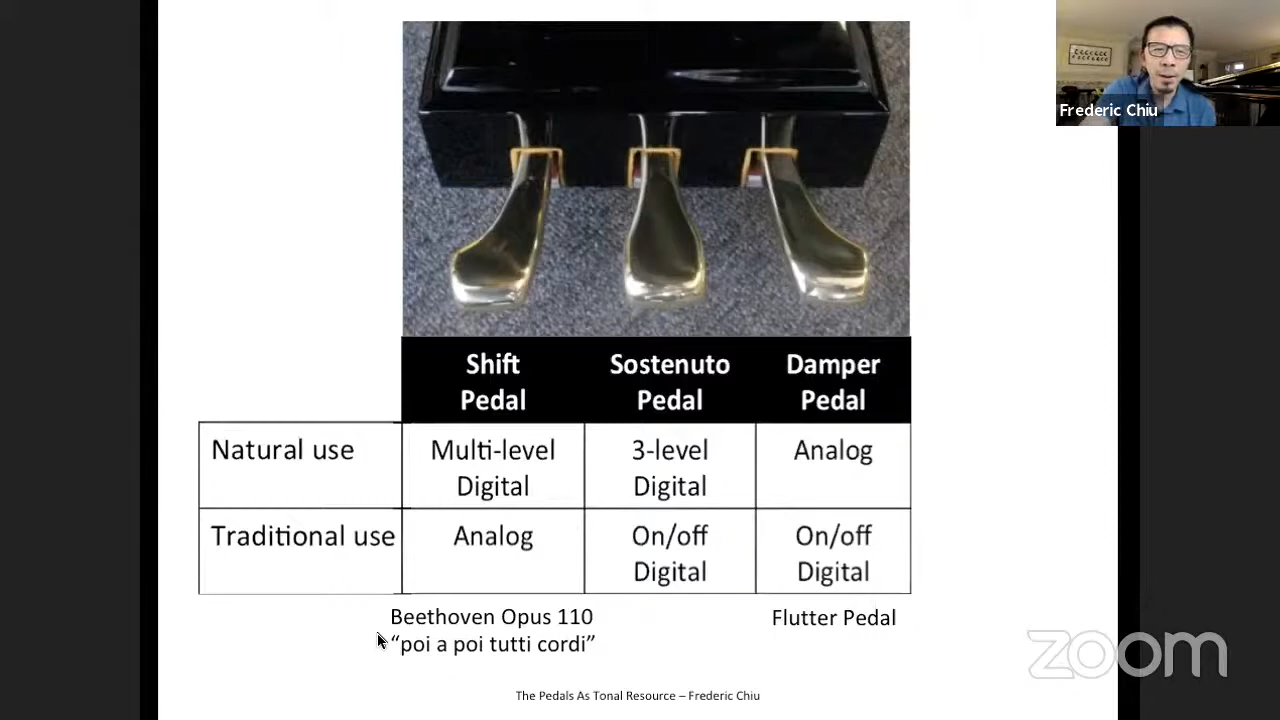 Frederic Chiu
Shift Sostenuto Damper
Pedal Pedal Pedal
Natural use Multi-level 3-level Analog
Digital Digital
Traditional use Analog On/off On/off
Digital Digital
Beethoven Opus 110 Flutter Pedal
“poi a poi tutti cordi”
zoom
The Pedals As Tonal Resource – Frederic Chiu